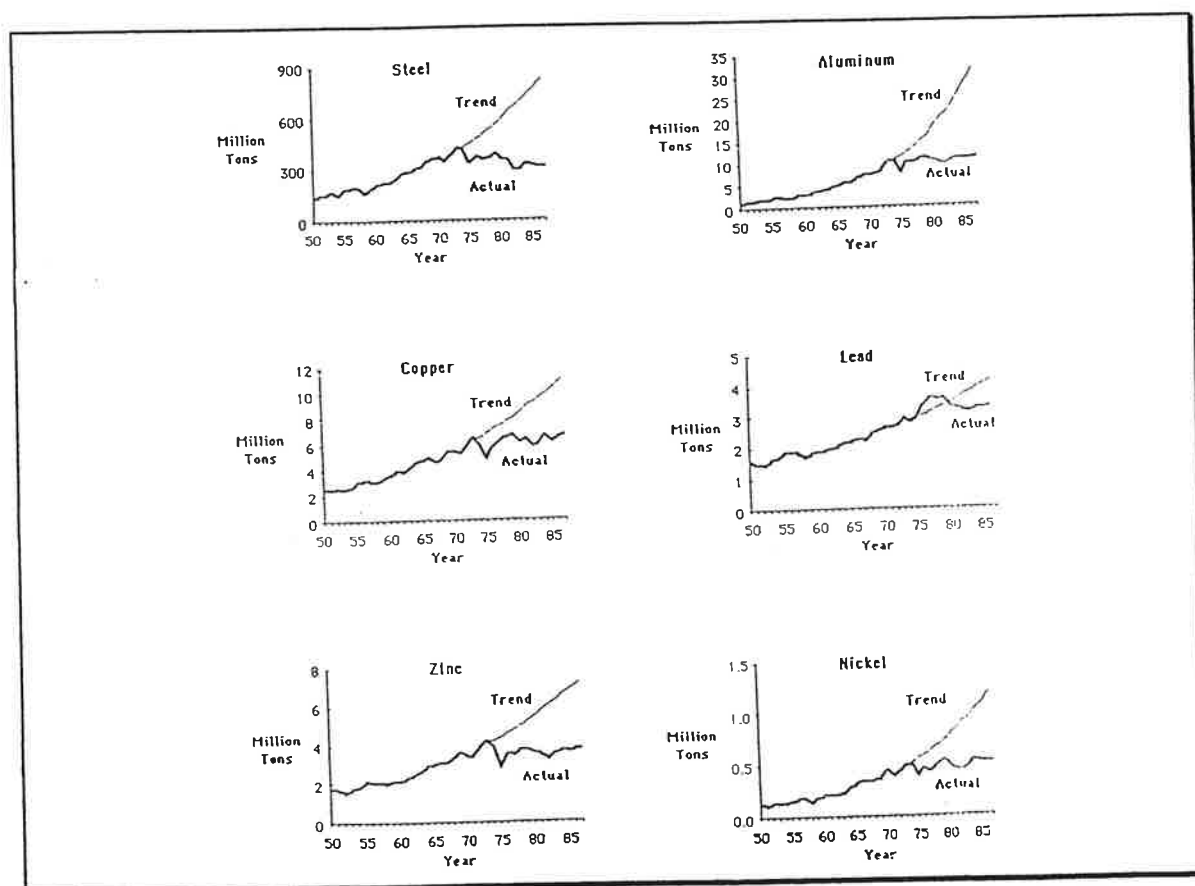 Steel
900
600
300
0
Million
Tons
Trend
Actual
50 55 60 65 70 75 80 85
Year
Aluminum
35
30
25
20
15
10
5
0
Million
Tons
Trend
Actual
50 55 60 65 70 75 80 85
Year
Copper
12
10
8
6
4
2
0
Million
Tons
Trend
Actual
50 55 60 65 70 75 80 85
Year
Lead
5
4
3
2
1
0
Million
Tons
Trend
Actual
50 55 60 65 70 75 80 85
Year
Zinc
8
6
4
2
0
Million
Tons
Trend
Actual
50 55 60 65 70 75 80 85
Year
Nickel
1.5
1.0
0.5
0.0
Million
Tons
Trend
Actual
50 55 60 65 70 75 80 85
Year